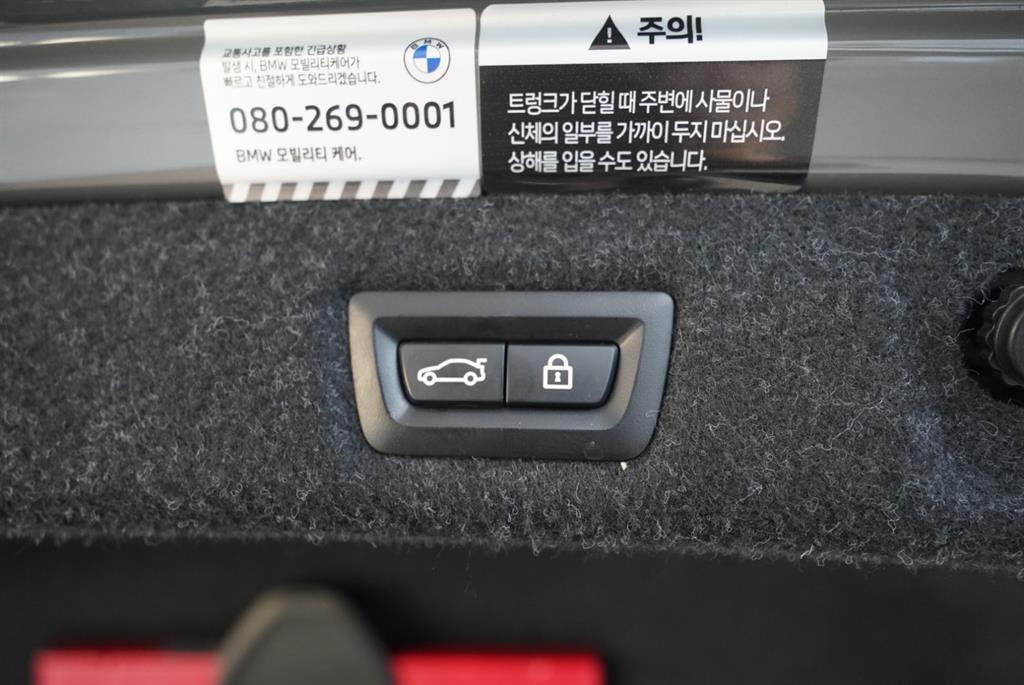 교통사고를 포함한 긴급상황
발생 시, BMW 모빌리티케어가
빠르고 친절하게 도와드리겠습니다.
080-269-0001
BMW 모빌리티 케어.
BMW
주의!
트렁크가 닫힐 때 주변에 사물이나
신체의 일부를 가까이 두지 마십시오.
상해를 입을 수도 있습니다.